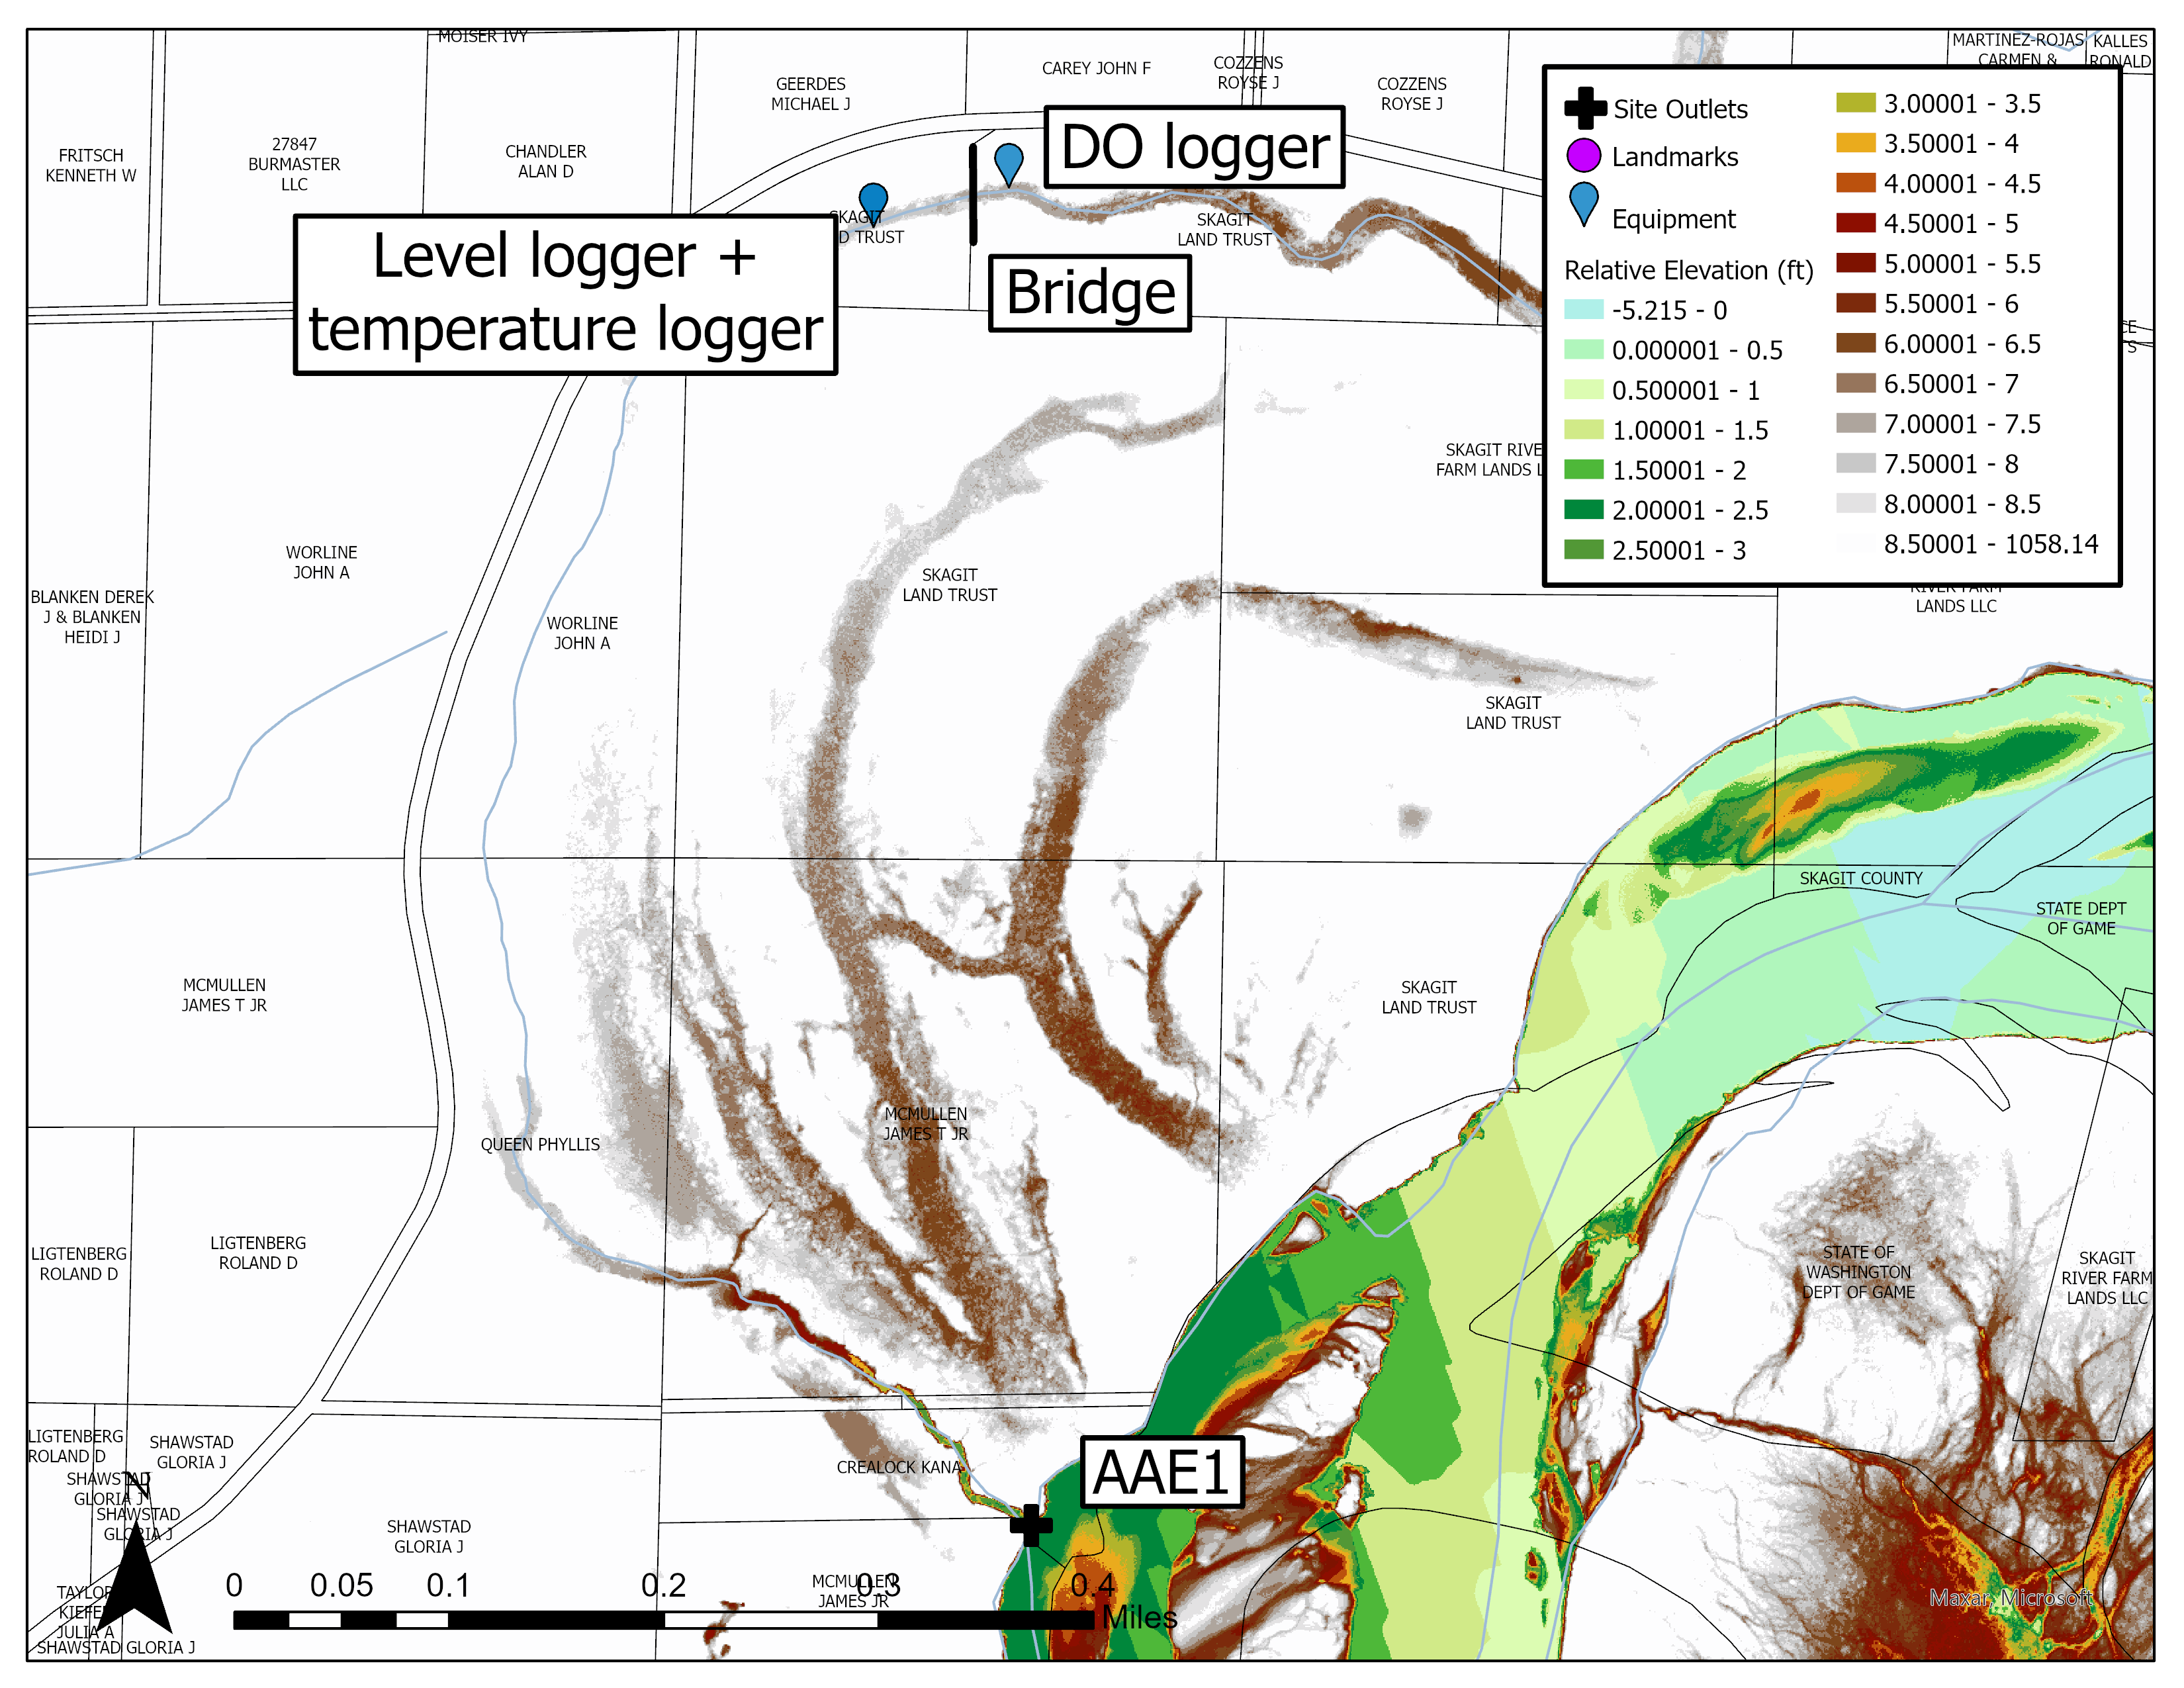 MOISER IVY
MARTINEZ-ROJAS
CARMEN &
KALLES
RONALD
CAREY JOHN F
COZZENS
ROYSE J
GEERDES
MICHAEL J
COZZENS
ROYSE J
27847
BURMASTER
LLC
CHANDLER
ALAN D
FRITSCH
KENNETH W
DO logger
Level logger +
temperature logger
Bridge
SKAGIT
D TRUST
SKAGIT
LAND TRUST
Site Outlets
Landmarks
Equipment
Relative Elevation (ft)
-5.215 - 0
0.000001 - 0.5
0.500001 - 1
1.00001 - 1.5
1.50001 - 2
2.00001 - 2.5
2.50001 - 3
3.00001 - 3.5
3.50001 - 4
4.00001 - 4.5
4.50001 - 5
5.00001 - 5.5
5.50001 - 6
6.00001 - 6.5
6.50001 - 7
7.00001 - 7.5
7.50001 - 8
8.00001 - 8.5
8.50001 - 1058.14
SKAGIT RIVE
FARM LANDS L
WORLINE
JOHN A
BLANKEN DEREK
J & BLANKEN
HEIDI J
WORLINE
JOHN A
SKAGIT
LAND TRUST
RIVER FARM
LANDS LLC
SKAGIT
LAND TRUST
SKAGIT COUNTY
STATE DEPT
OF GAME
MCMULLEN
JAMES T JR
SKAGIT
LAND TRUST
MCMULLEN
JAMES T JR
QUEEN PHYLLIS
LIGTENBERG
ROLAND D
LIGTENBERG
ROLAND D
STATE OF
WASHINGTON
DEPT OF GAME
SKAGIT
RIVER FARM
LANDS LLC
LIGTENBERG
ROLAND D
SHAWSTAD
GLORIA J
CREALOCK KANA
AAE1
SHAWSTAD
GLORIA J
N
SHAWSTAD
GLORIA J
SHAWSTAD
GLORIA J
TAYLOR
KIEFER
JULIA A
SHAWSTAD GLORIA J
MCMULLEN
JAMES JR
0 0.05 0.1 0.2 0.3 0.4
Miles
Maxar, Microsoft